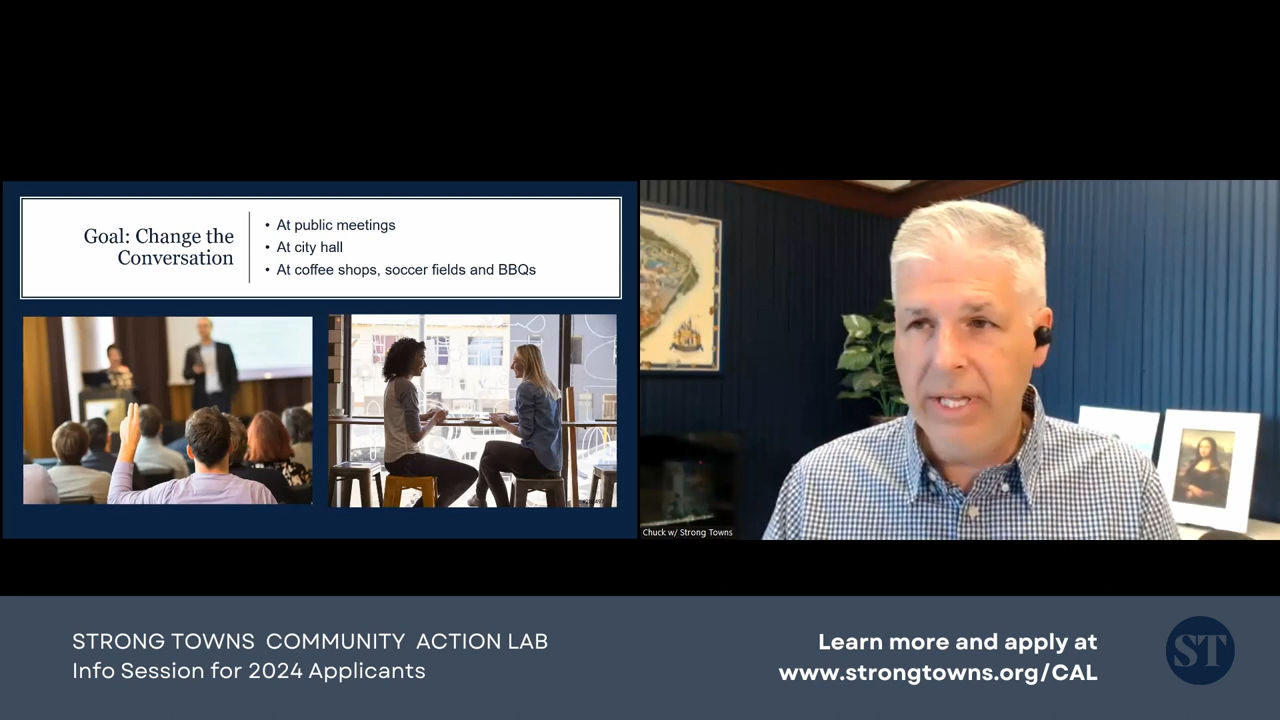 Goal: Change the
Conversation
• At public meetings
• At city hall
• At coffee shops, soccer fields and BBQs
Chuck w/ Strong Towns
STRONG TOWNS COMMUNITY ACTION LAB
Info Session for 2024 Applicants
Learn more and apply at
www.strongtowns.org/CAL
ST